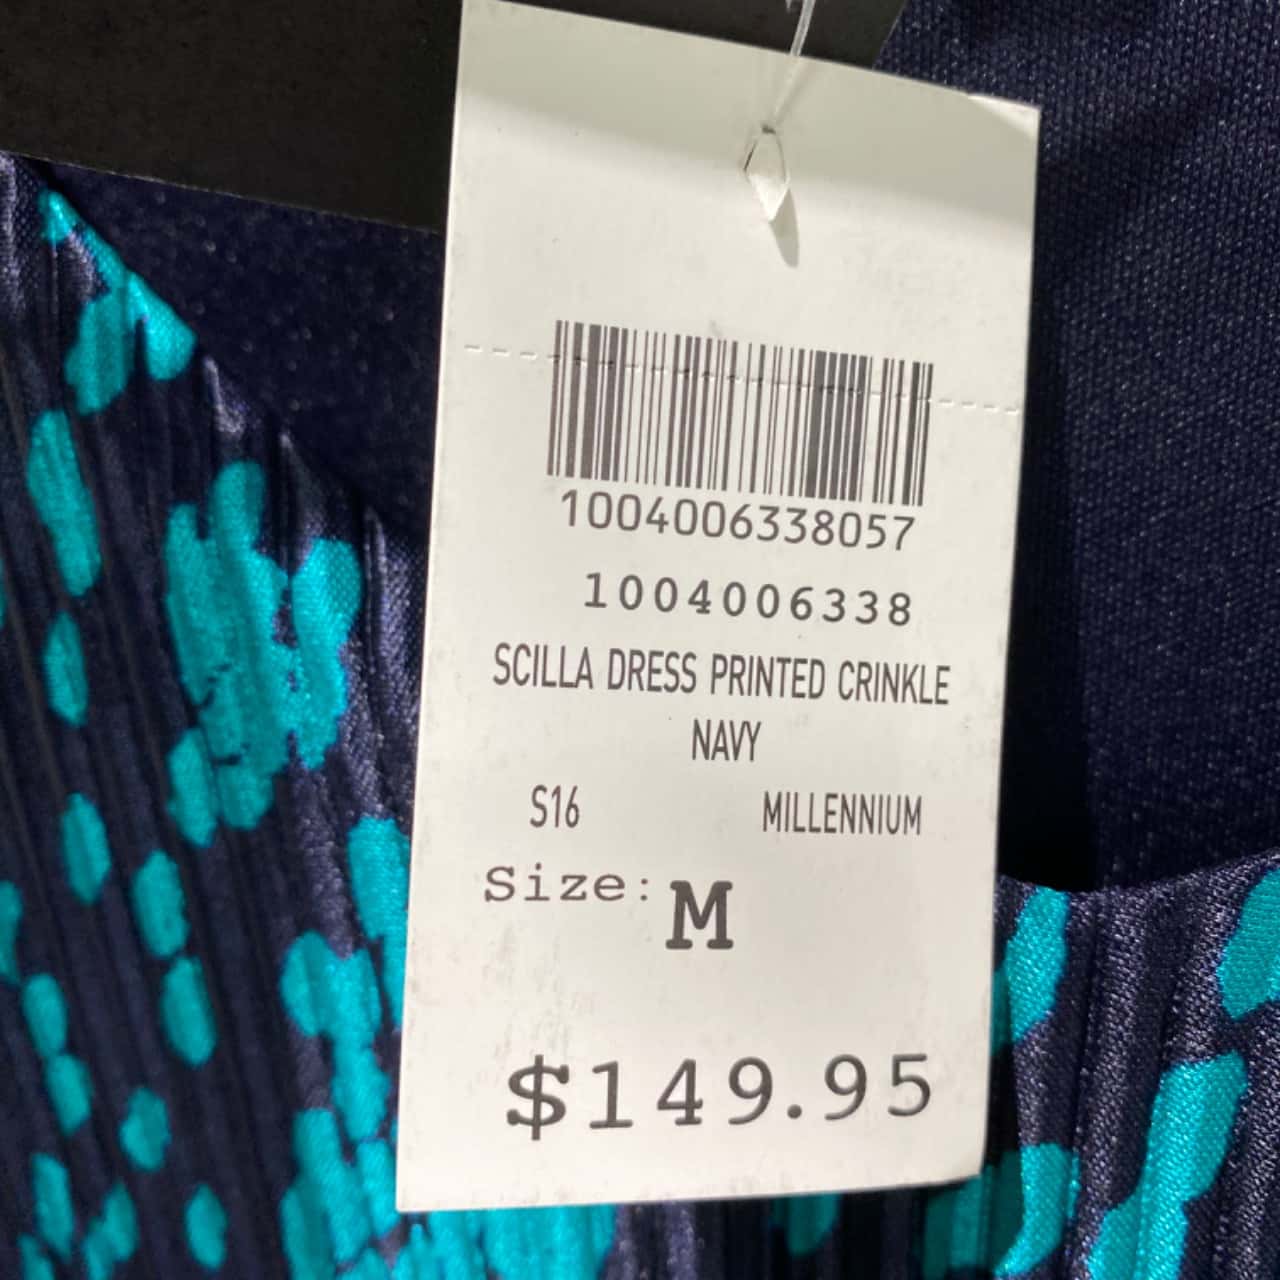 1004006338057
1004006338
SCILLA DRESS PRINTED CRINKLE
NAVY
S16 MILLENNIUM
Size: M
$149.95